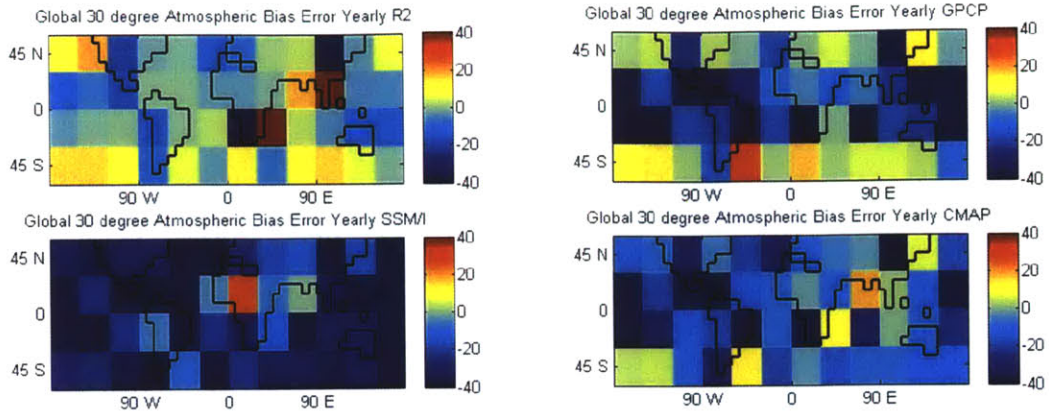 Global 30 degree Atmospheric Bias Error Yearly R2
45 N
0
45 S
90 W 0 90 E
40
20
0
-20
-40
Global 30 degree Atmospheric Bias Error Yearly GPCP
45 N
0
45 S
90 W 0 90 E
40
20
0
-20
-40
Global 30 degree Atmospheric Bias Error Yearly SSM/I
45 N
0
45 S
90 W 0 90 E
40
20
0
-20
-40
Global 30 degree Atmospheric Bias Error Yearly CMAP
45 N
0
45 S
90 W 0 90 E
40
20
0
-20
-40